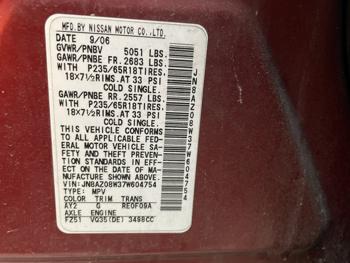 MFD.BY NISSAN MOTOR CO.,LTD.
DATE 9/06
GVWR/PNBV 5051 LBS.
GAWR/PNBE FR.2683 LBS.
WITH P235/65R18TIRES,
18X7½RIMS,AT 33 PSI
COLD SINGLE.
GAWR/PNBE RR.2557 LBS.
WITH P235/65R18TIRES,
18X7½RIMS,AT 33 PSI
COLD SINGLE.
THIS VEHICLE CONFORMS
TO ALL APPLICABLE FED-
ERAL MOTOR VEHICLE SA-
FETY AND THEFT PREVENT-
ION STANDARDS IN EFF-
ECT ON THE DATE OF MA-
NUFACTURE SHOWN ABOVE.
VIN:JN8AZ08W37W604754
TYPE: MPV
COLOR TRIM TRANS
AY2 G RE0F09A
AXLE ENGINE
FZ51 VQ35(DE) 3498CC
JN8AZ08W37W604754